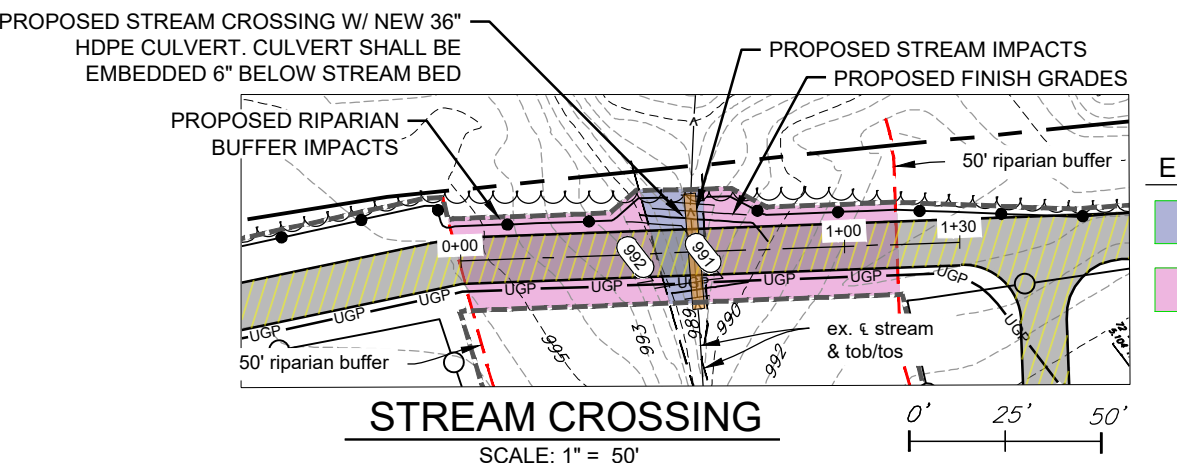 PROPOSED STREAM CROSSING W/ NEW 36"
HDPE CULVERT. CULVERT SHALL BE
EMBEDDED 6" BELOW STREAM BED
PROPOSED STREAM IMPACTS
PROPOSED FINISH GRADES
PROPOSED RIPARIAN
BUFFER IMPACTS
50' riparian buffer
E
0+00
992
991
1+00
1+30
UGP
UGP
UGP
UGP
UGP
UGP
UGP
UGP
UGP
UGP
50' riparian buffer
995
993
989
990
992
ex. ℄ stream
& tob/tos
STREAM CROSSING
SCALE: 1" = 50'
0' 25' 50'